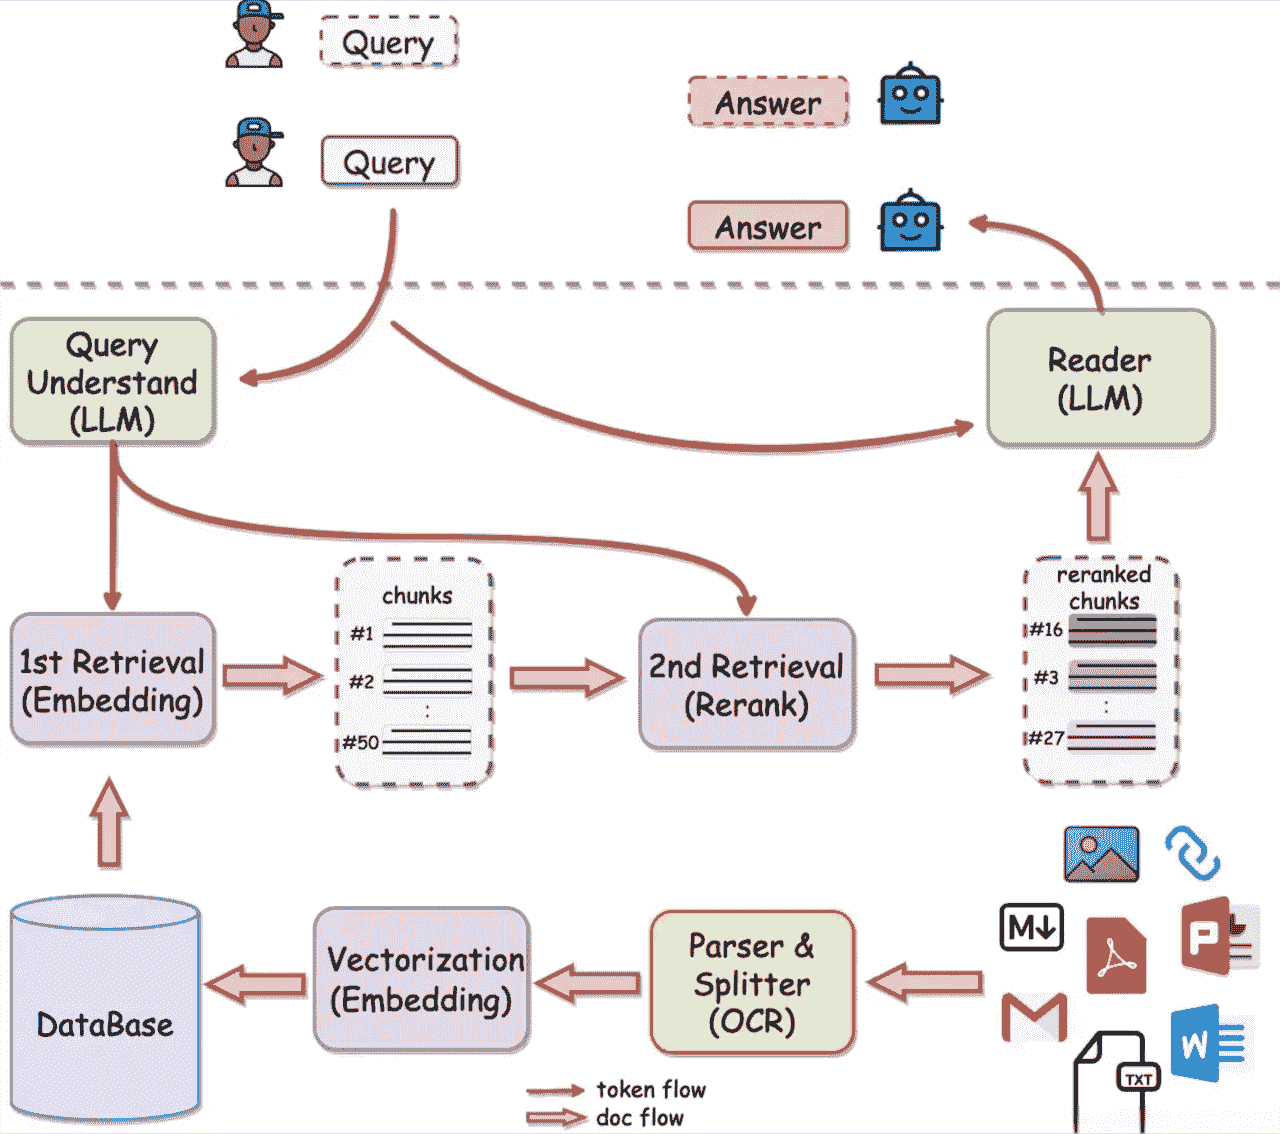 Query
Answer
Query
Answer
Query
Understand
(LLM)
Reader
(LLM)
1st Retrieval
(Embedding)
chunks
#1
#2
:
#50
2nd Retrieval
(Rerank)
reranked
chunks
#16
#3
:
#27
DataBase
Vectorization
(Embedding)
Parser &
Splitter
(OCR)
M
P
W
TXT
token flow
doc flow